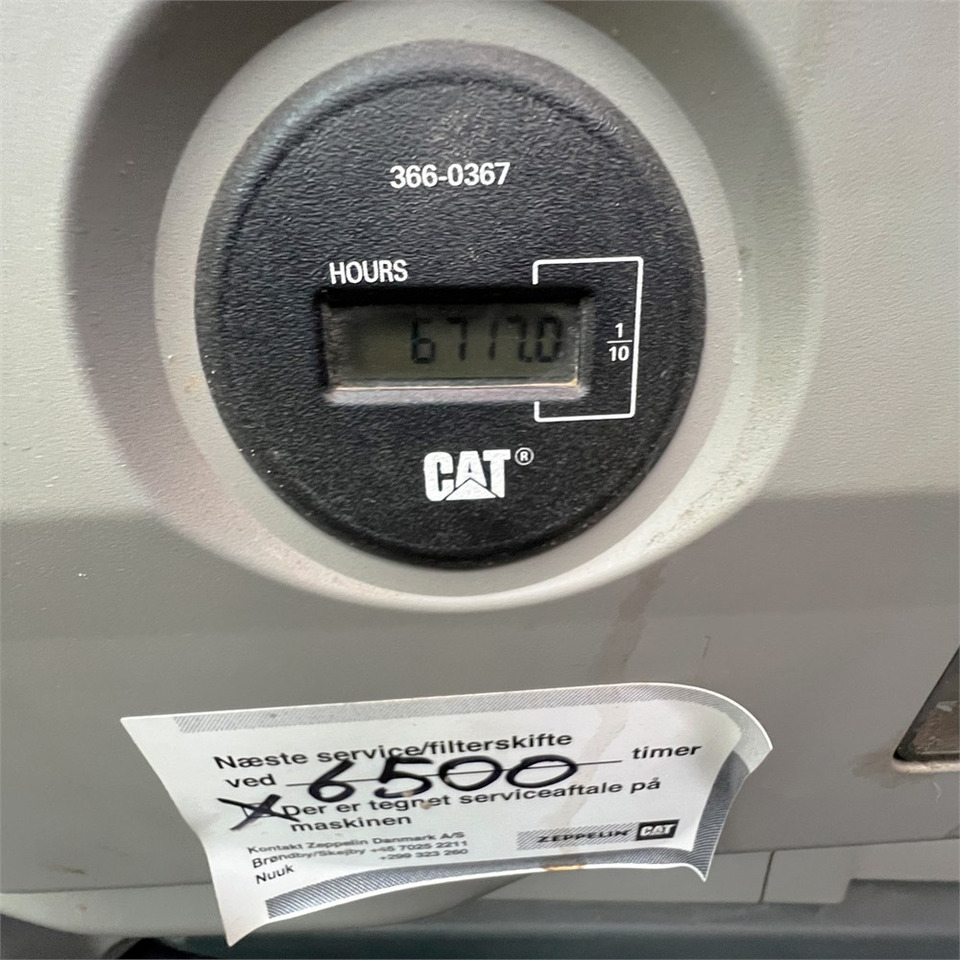 366-0367
HOURS
6717.0
1
10
CAT®
Næste service/filterskifte
ved 6500 timer
Der er tegnet serviceaftale på
maskinen
Kontakt Zeppelin Danmark A/S
Brøndby/Skejby +45 7025 2211
Nuuk +299 323 260
ZEPPELIN CAT